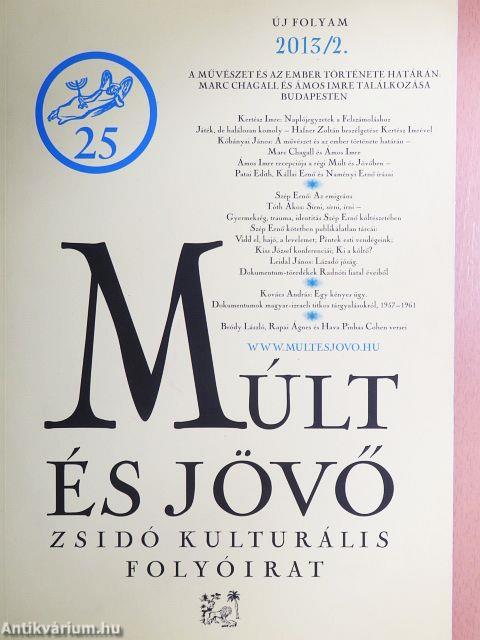 ÚJ FOLYAM
2013/2.
A MŰVÉSZET ÉS AZ EMBER TÖRTÉNETE HATÁRÁN
MARC CHAGALL ÉS ÁMOS IMRE TALÁLKOZÁSA
BUDAPESTEN
25
Kertész Imre: Naplójegyzetek a Felszámoláshoz
Játék, de halálosan komoly – Hafner Zoltán beszélgetése Kertész Imrével
Kőbányai János: A művészet és az ember története határán –
Marc Chagall és Ámos Imre
Ámos Imre recepciója a régi Múlt és Jövőben –
Patai Edith, Kállai Ernő és Naményi Ernő írásai
Szép Ernő: Az emigráns
Tóth Ákos: Sírni, sírni, írni –
Gyermekség, trauma, identitás Szép Ernő költészetében
Szép Ernő kötetben publikálatlan tárcái:
Vidd el, hajó, a levelemet; Péntek esti vendégeink;
Kiss József konferenciái; Ki a költő?
Leidal János: Lázadó jóság.
Dokumentum-töredékek Radnóti fiatal éveiből
Kovács András: Egy kényes ügy.
Dokumentumok magyar-izraeli titkos tárgyalásokról, 1957–1961
Bródy László, Rapai Ágnes és Hava Pinhas Cohen versei
WWW.MULTESJOVO.HU
MÚLT
ÉS JÖVŐ
ZSIDÓ KULTURÁLIS
FOLYÓIRAT
Antikvárium.hu